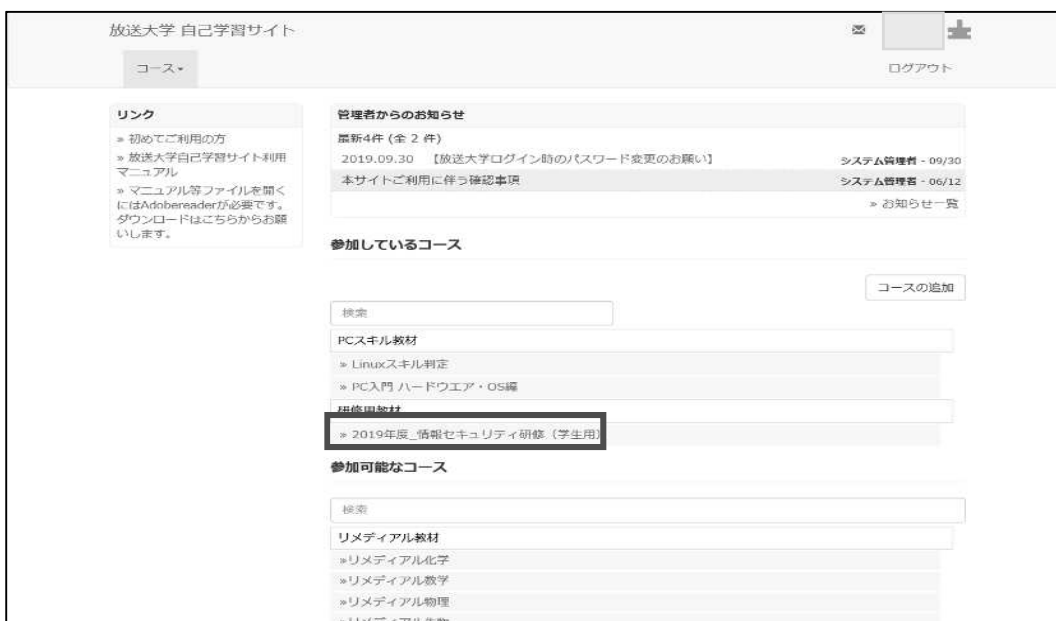 放送大学 自己学習サイト
コース
ログアウト
リンク
» 初めてご利用の方
» 放送大学自己学習サイト利用
マニュアル
» マニュアル等ファイルを開く
にはAdobereaderが必要です。
ダウンロードはこちらからお願
いします。
管理者からのお知らせ
最新4件 (全 2 件)
2019.09.30 【放送大学ログイン時のパスワード変更のお願い】 システム管理者 - 09/30
本サイトご利用に伴う確認事項 システム管理者 - 06/12
» お知らせ一覧
参加しているコース
コースの追加
検索
PCスキル教材
» Linuxスキル判定
» PC入門 ハードウエア・OS編
研修用教材
» 2019年度_情報セキュリティ研修（学生用）
参加可能なコース
検索
リメディアル教材
»リメディアル化学
»リメディアル数学
»リメディアル物理